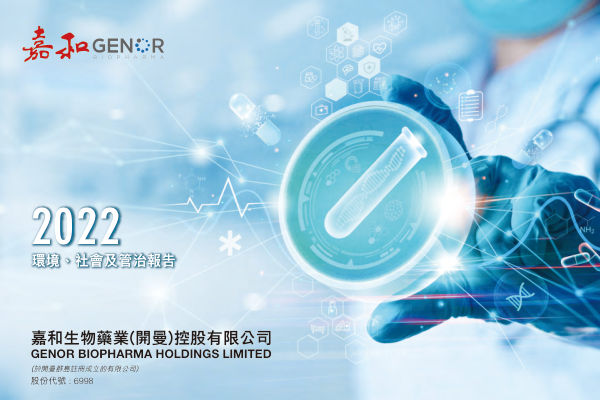 嘉和 GENOR
BIOPHARMA
2022
環境、社會及管治報告
嘉和生物藥業(開曼)控股有限公司
GENOR BIOPHARMA HOLDINGS LIMITED
(於開曼群島註冊成立的有限公司)
股份代號 : 6998
NH₂